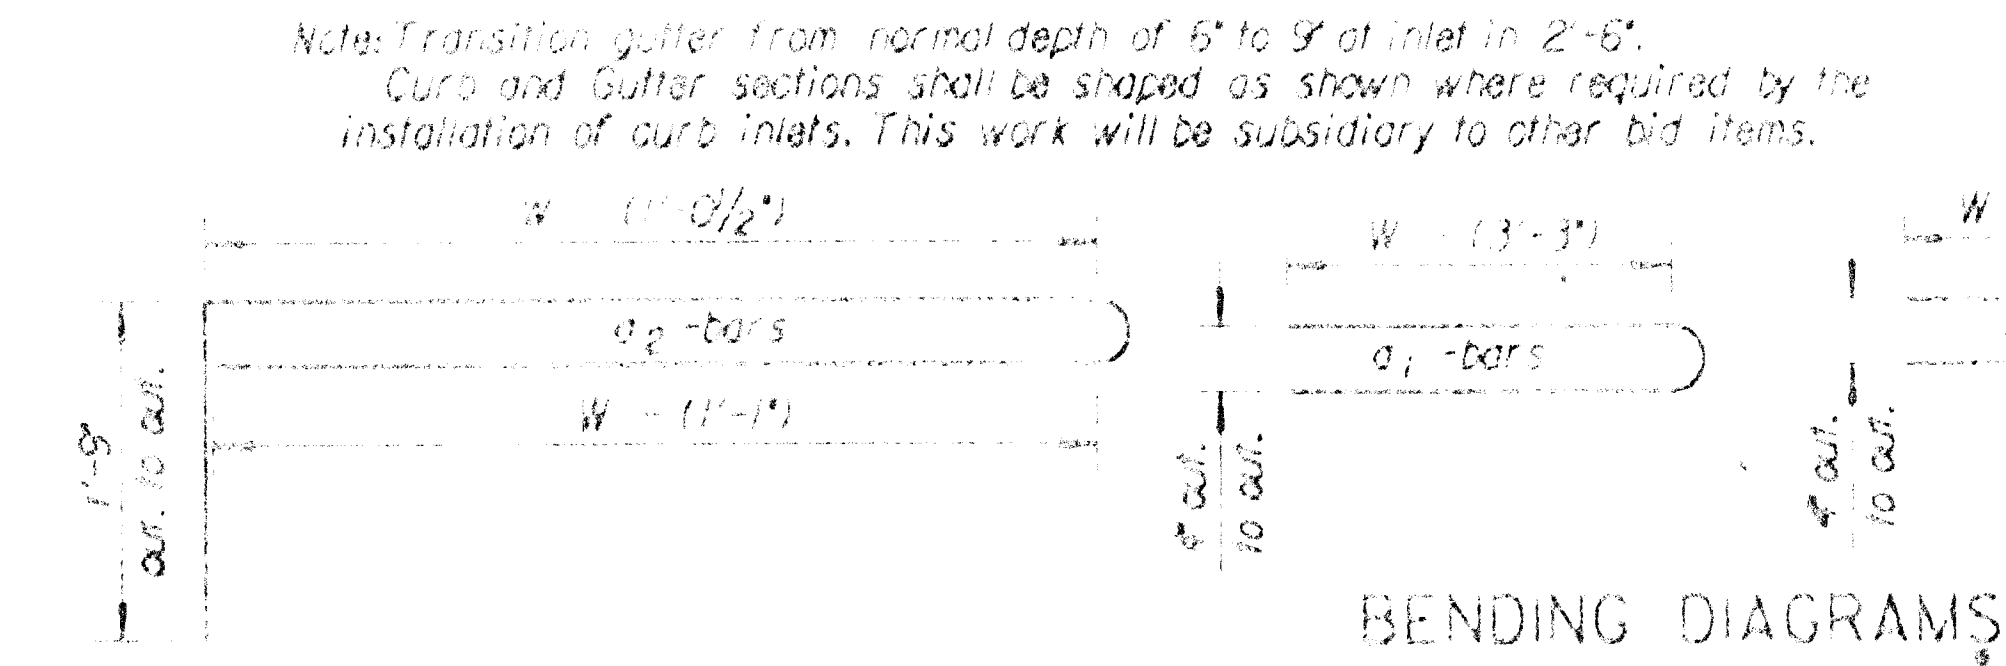 Note: Transition gutter from normal depth of 6" to 9" at inlet in 2'-6".
Curb and Gutter sections shall be shaped as shown where required by the
installation of curb inlets. This work will be subsidiary to other bid items.
W - (1'-0 1/2")
W - (3'-3")
W
a2 -bars
a1 -bars
W - (1'-1")
1'-9"
out. to out.
4" out.
to out.
4" out.
to out.
BENDING DIAGRAMS